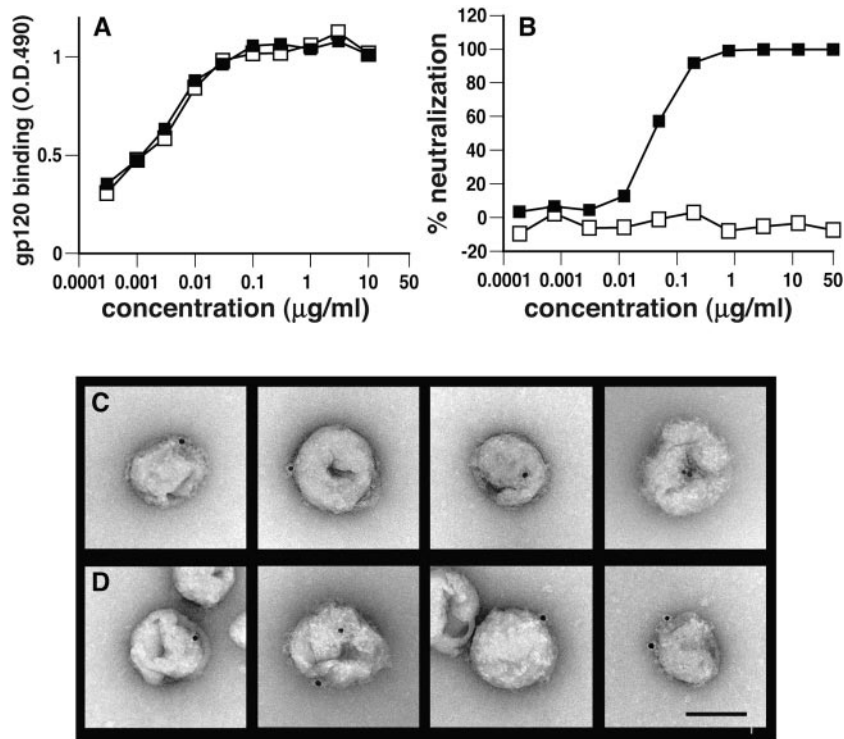 A
gp120 binding (O.D.490)
1
0.5
0
0.0001 0.001 0.01 0.1 1 10 50
concentration (μg/ml)
B
% neutralization
120
100
80
60
40
20
0
-20
0.0001 0.001 0.01 0.1 1 10 50
concentration (μg/ml)
C
D